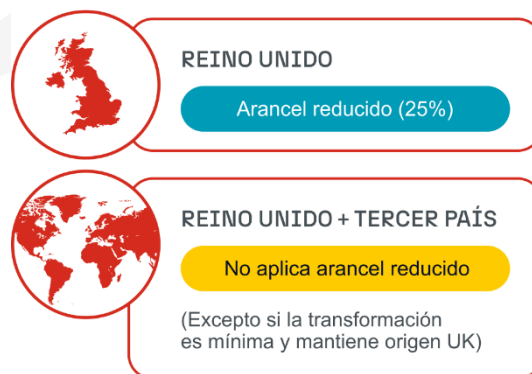 REINO UNIDO
Arancel reducido (25%)
REINO UNIDO + TERCER PAÍS
No aplica arancel reducido
(Excepto si la transformación
es mínima y mantiene origen UK)